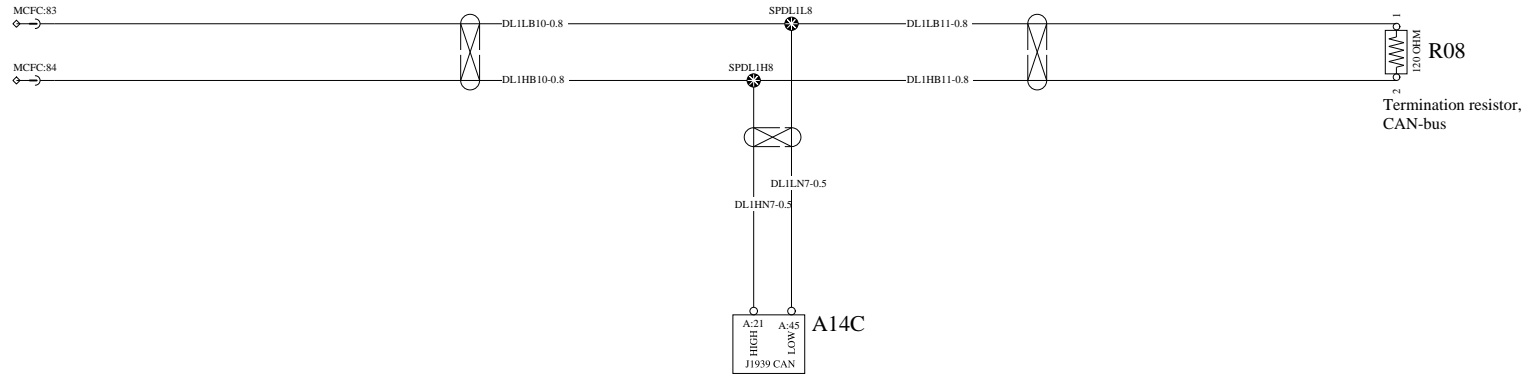 MCFC:83
DL1LB10-0.8
SPDL1L8
DL1LB11-0.8
1
MCFC:84
DL1HB10-0.8
SPDL1H8
DL1HB11-0.8
120 OHM
R08
2
Termination resistor,
CAN-bus
DL1LN7-0.5
DL1HN7-0.5
A:21
A:45
A14C
HIGH
LOW
J1939 CAN